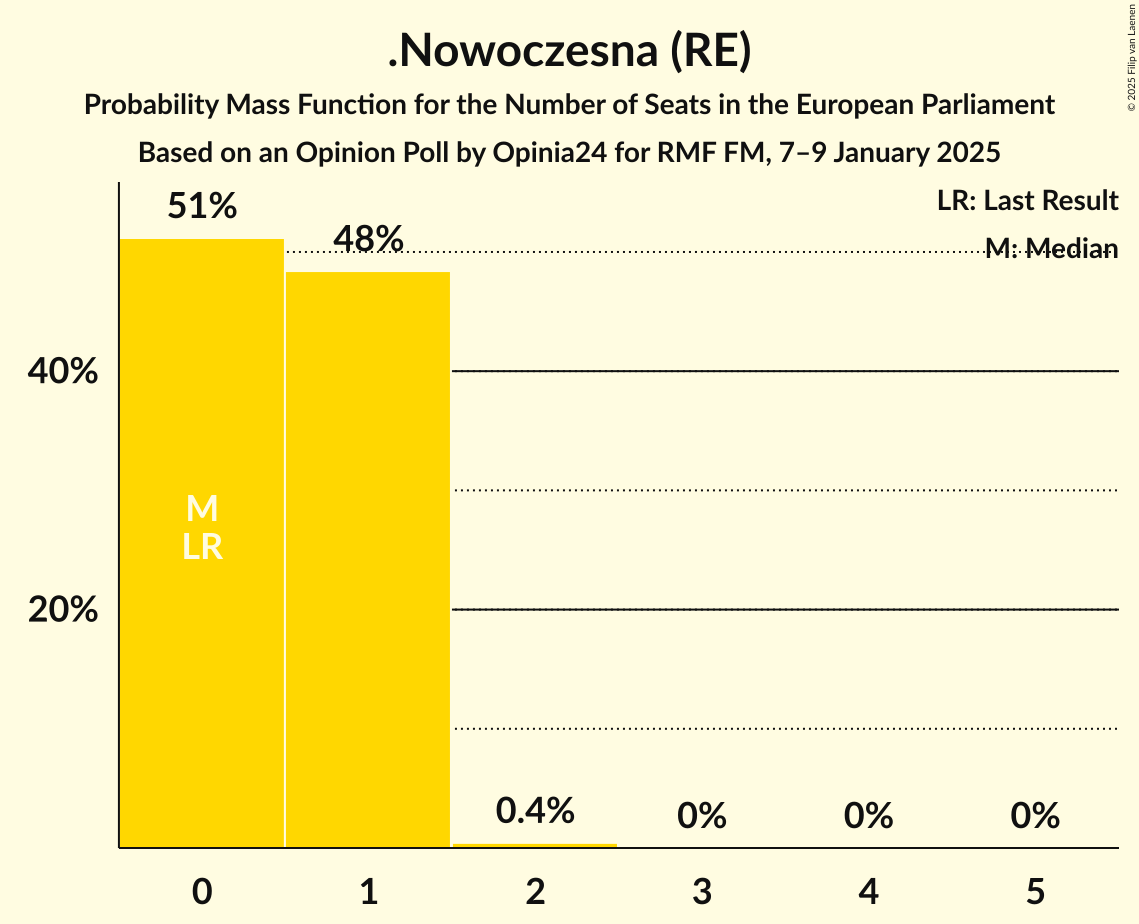 .Nowoczesna (RE)
Probability Mass Function for the Number of Seats in the European Parliament
Based on an Opinion Poll by Opinia24 for RMF FM, 7–9 January 2025
© 2025 Filip van Laenen
LR: Last Result
M: Median
51%
48%
40%
20%
M
LR
0.4%
0%
0%
0%
0
1
2
3
4
5